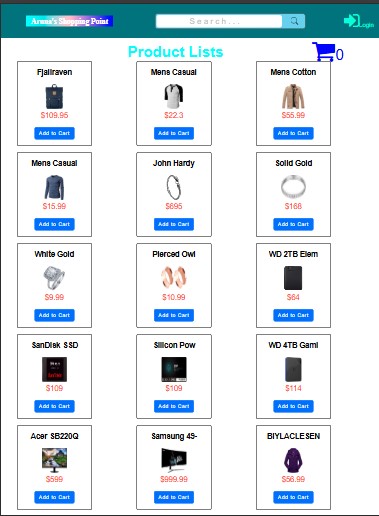 Arena's Shopping Point
Search...
Login
Product Lists
0
Fjallraven
$109.95
Add to Cart
Mens Casual
$22.3
Add to Cart
Mens Cotton
$55.99
Add to Cart
Mens Casual
$15.99
Add to Cart
John Hardy
$695
Add to Cart
Solid Gold
$168
Add to Cart
White Gold
$9.99
Add to Cart
Pierced Owl
$10.99
Add to Cart
WD 2TB Elem
$64
Add to Cart
SanDisk SSD
$109
Add to Cart
Silicon Pow
$109
Add to Cart
WD 4TB Gami
$114
Add to Cart
Acer SB220Q
$599
Add to Cart
Samsung 49-
$999.99
Add to Cart
BIYLACLESEN
$56.99
Add to Cart